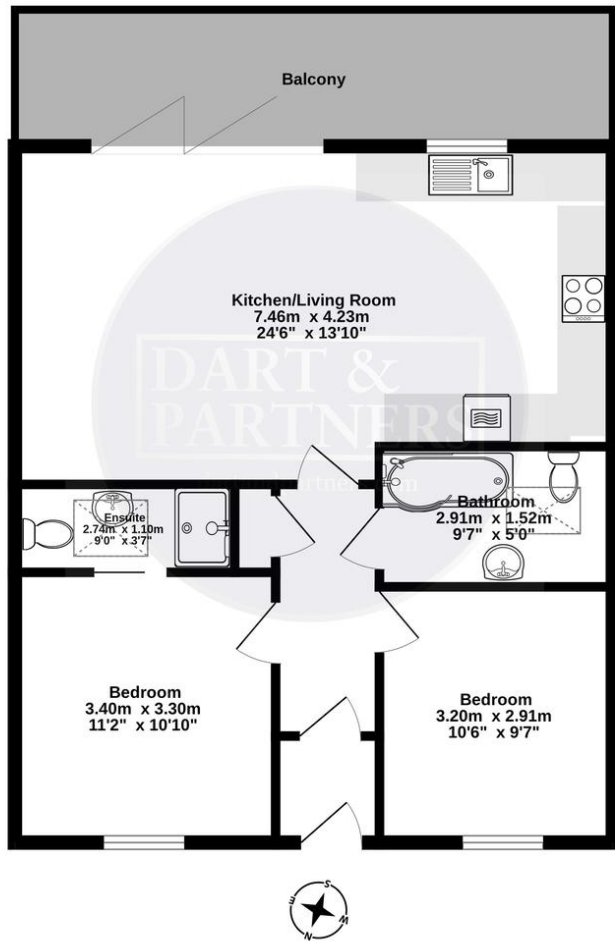 Balcony
Kitchen/Living Room
7.46m x 4.23m
24'6" x 13'10"
DART &
PARTNERS
Ensuite
2.74m x 1.10m
9'0" x 3'7"
Bathroom
2.91m x 1.52m
9'7" x 5'0"
Bedroom
3.40m x 3.30m
11'2" x 10'10"
Bedroom
3.20m x 2.91m
10'6" x 9'7"
S
E
W
N